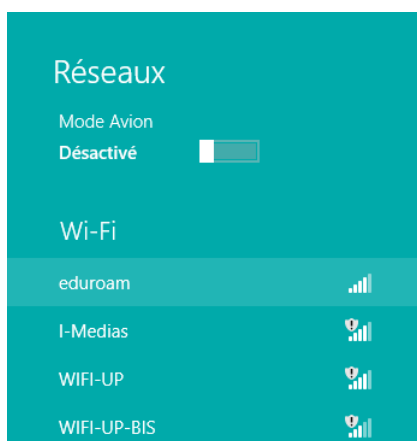 Réseaux
Mode Avion
Désactivé
Wi-Fi
eduroam
I-Medias
WIFI-UP
WIFI-UP-BIS